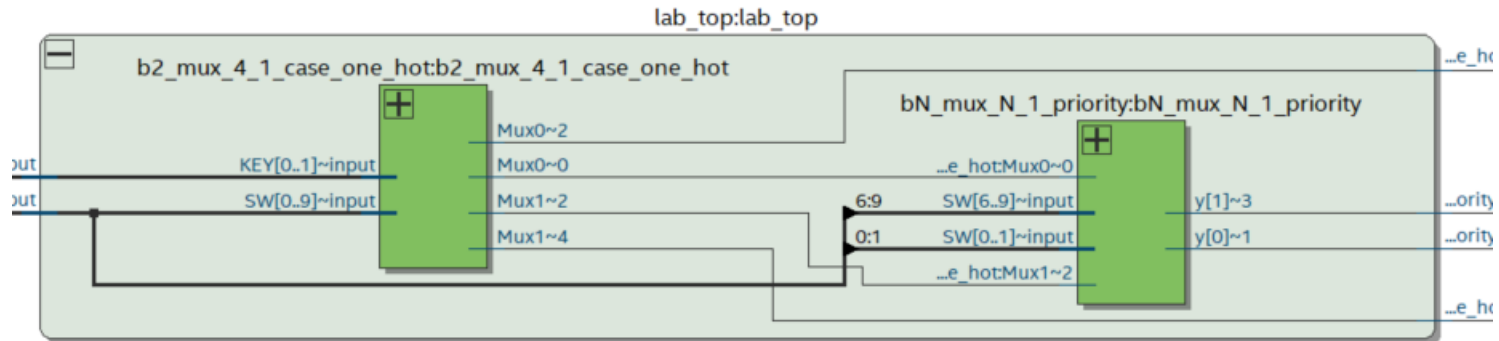 lab_top:lab_top
b2_mux_4_1_case_one_hot:b2_mux_4_1_case_one_hot
...e_ho
bN_mux_N_1_priority:bN_mux_N_1_priority
Mux0~2
put
KEY[0..1]~input
Mux0~0
...e_hot:Mux0~0
put
SW[0..9]~input
Mux1~2
6:9
SW[6..9]~input
y[1]~3
...ority
Mux1~4
0:1
SW[0..1]~input
y[0]~1
...ority
...e_hot:Mux1~2
...e_ho